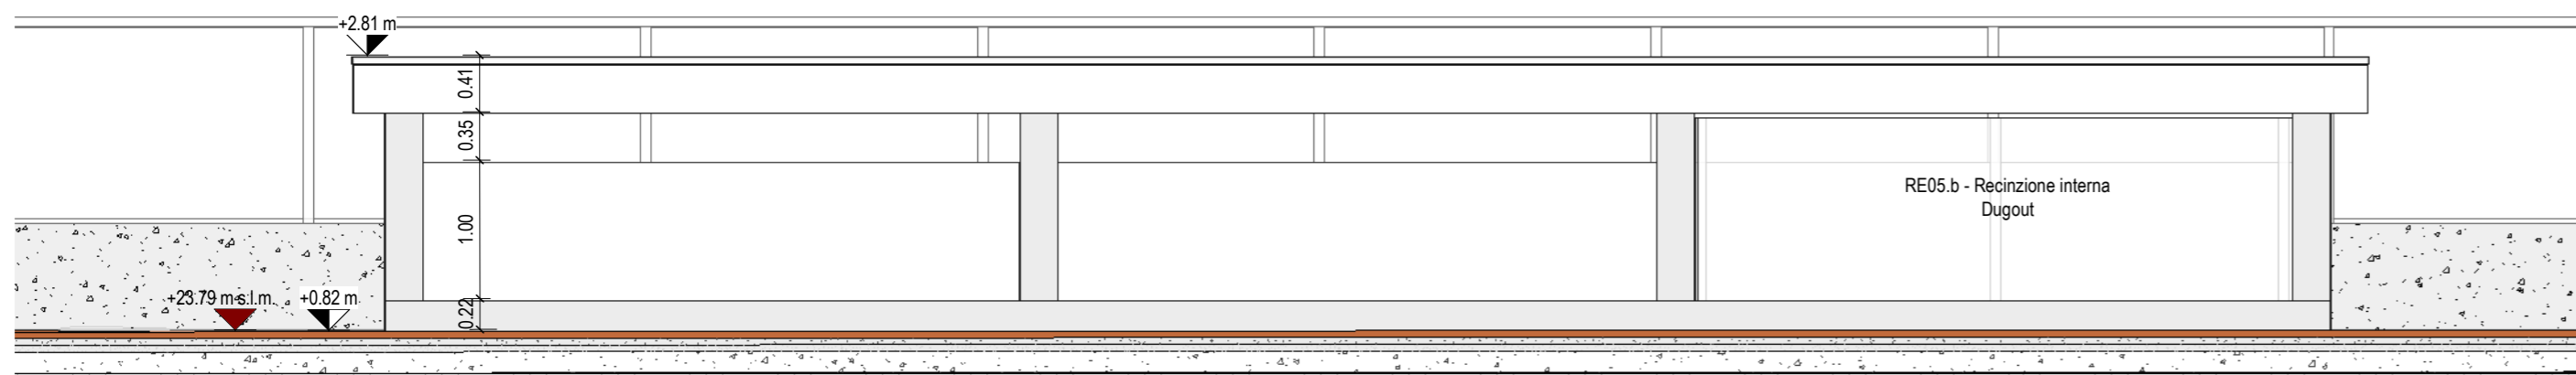 +2.81 m
0.41
0.35
1.00
0.22
RE05.b - Recinzione interna
Dugout
+23.79 m s.l.m.
+0.82 m